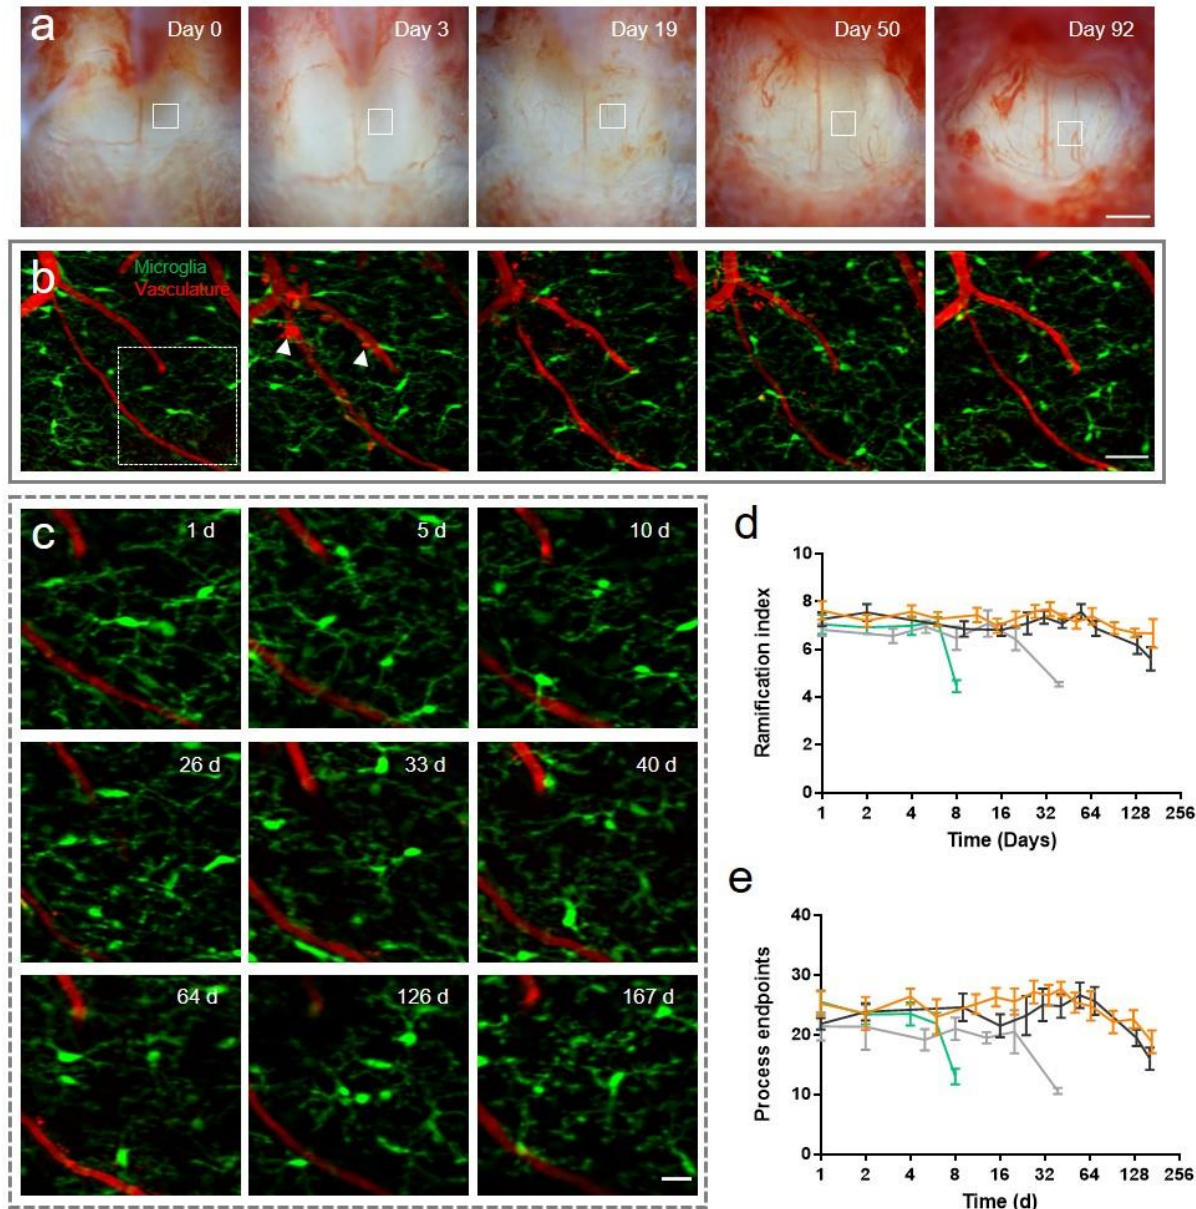 a
Day 0
Day 3
Day 19
Day 50
Day 92
b
Microglia
Vasculature
c
1 d
5 d
10 d
26 d
33 d
40 d
64 d
126 d
167 d
d
10
8
6
4
2
0
Ramification index
1 2 4 8 16 32 64 128 256
Time (Days)
e
40
30
20
10
0
Process endpoints
1 2 4 8 16 32 64 128 256
Time (d)